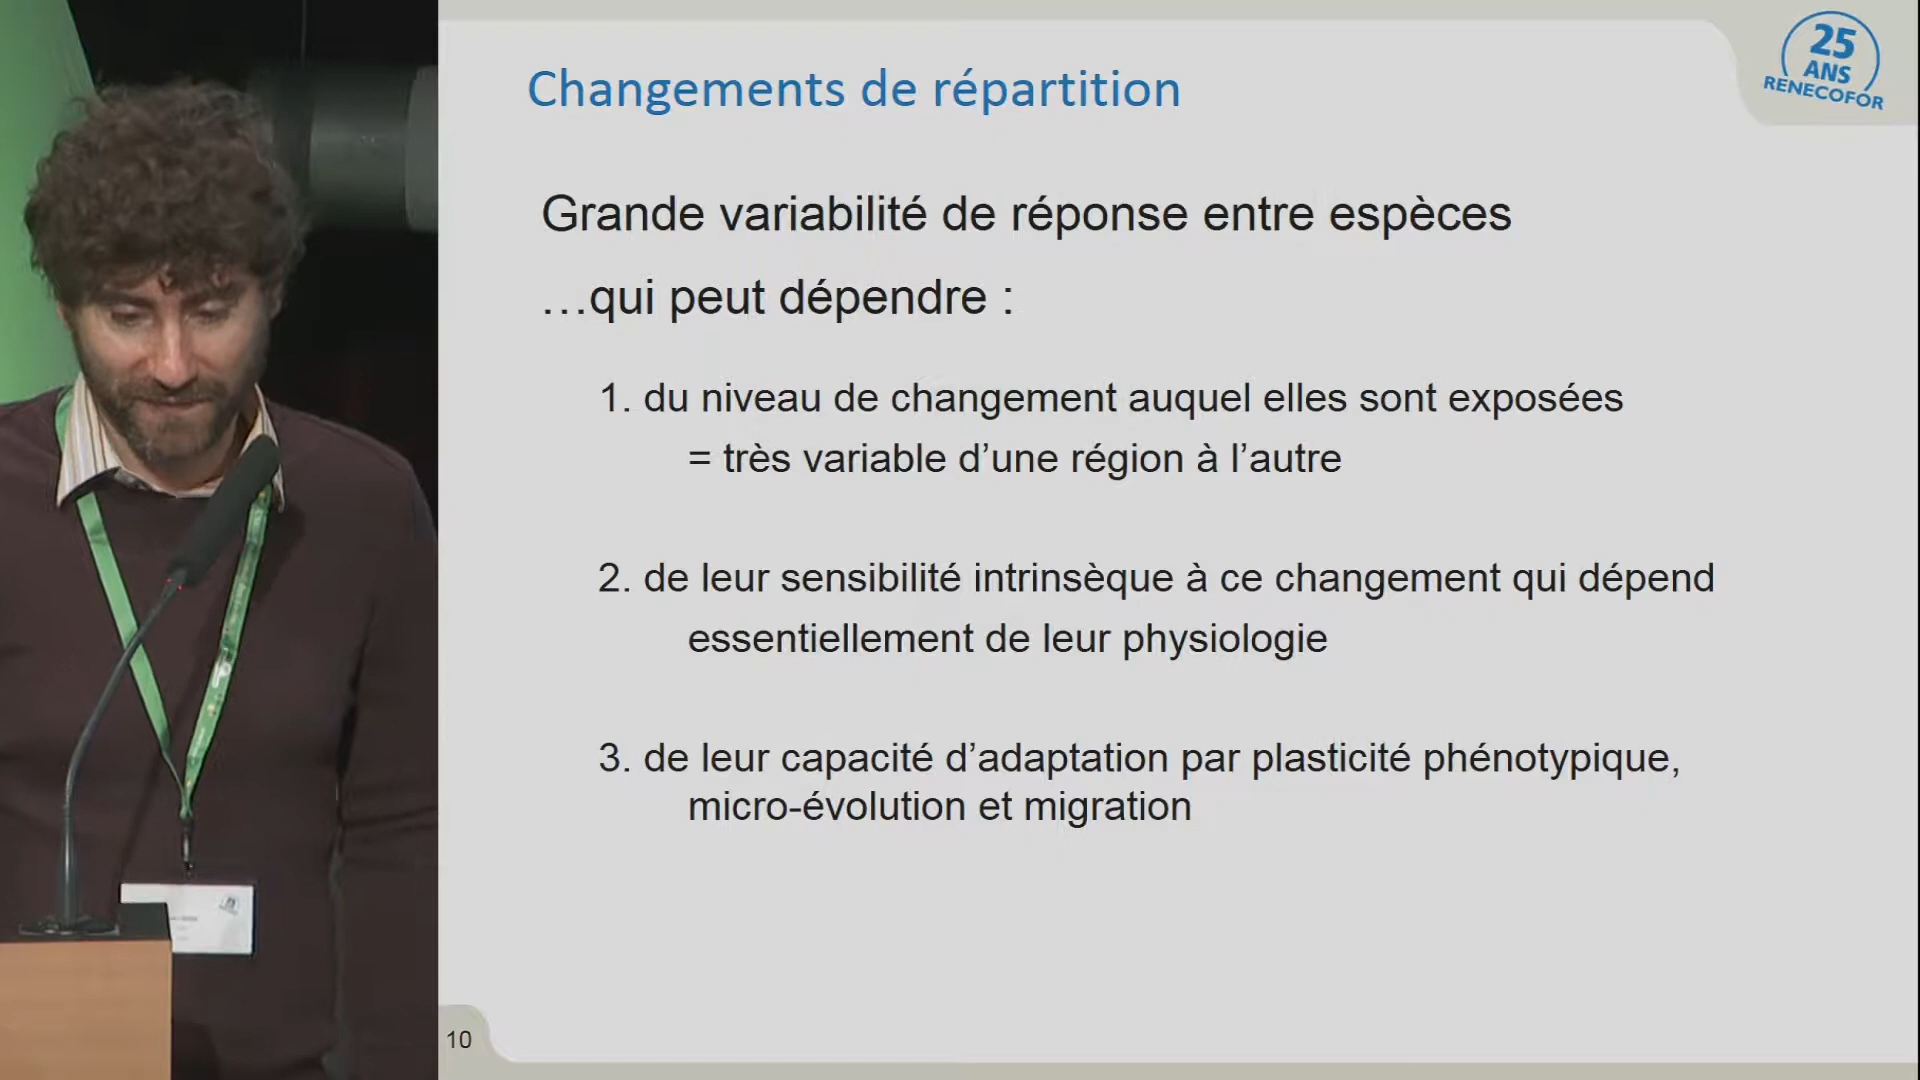 Changements de répartition
25
ANS
RENECOFOR
Grande variabilité de réponse entre espèces
…qui peut dépendre :
1. du niveau de changement auquel elles sont exposées
= très variable d’une région à l’autre
2. de leur sensibilité intrinsèque à ce changement qui dépend
essentiellement de leur physiologie
3. de leur capacité d’adaptation par plasticité phénotypique,
micro-évolution et migration
10